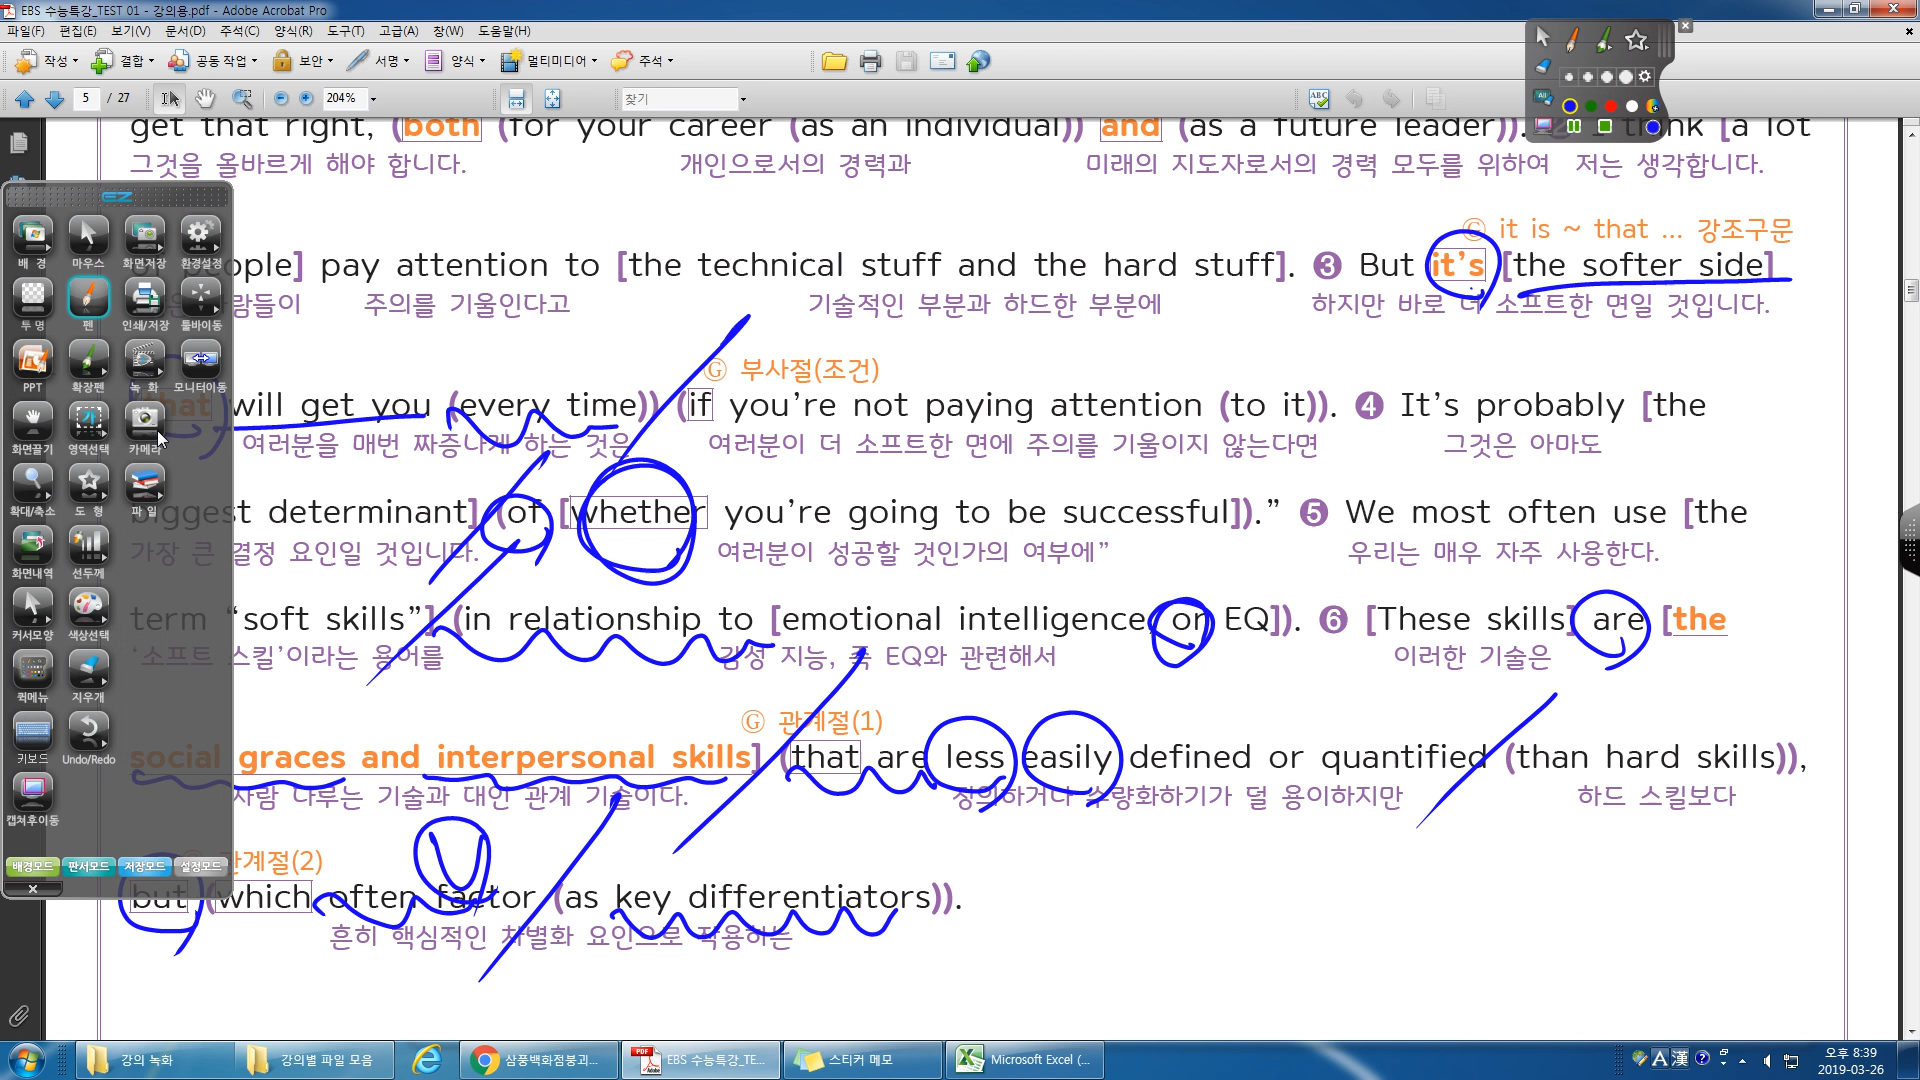 EBS 수능특강_TEST 01 - 강의용.pdf - Adobe Acrobat Pro
파일(F) 편집(E) 보기(V) 문서(D) 주석(C) 양식(R) 도구(T) 고급(A) 창(W) 도움말(H)
작성 결합 공동 작업 보안 서명 양식 멀티미디어 주석
5 / 27 204% 찾기
get that right, (both (for your career (as an individual)) and (as a future leader)). I think [a lot
그것을 올바르게 해야 합니다. 개인으로서의 경력과 미래의 지도자로서의 경력 모두를 위하여 저는 생각합니다.
Ⓒ it is ~ that ... 강조구문
people] pay attention to [the technical stuff and the hard stuff]. ❸ But it's [the softer side]
람들이 주의를 기울인다고 기술적인 부분과 하드한 부분에 하지만 바로 더 소프트한 면일 것입니다.
Ⓖ 부사절(조건)
that will get you (every time)) (if you're not paying attention (to it)). ❹ It's probably [the
여러분을 매번 짜증나게 하는 것은 여러분이 더 소프트한 면에 주의를 기울이지 않는다면 그것은 아마도
biggest determinant] (of [whether you're going to be successful])." ❺ We most often use [the
가장 큰 결정 요인일 것입니다. 여러분이 성공할 것인가의 여부에" 우리는 매우 자주 사용한다.
term "soft skills"] (in relationship to [emotional intelligence, or EQ]). ❻ [These skills] are [the
'소프트 스킬'이라는 용어를 감성 지능, 즉 EQ와 관련해서 이러한 기술은
Ⓖ 관계절(1)
social graces and interpersonal skills] (that are less easily defined or quantified (than hard skills)),
사람 다루는 기술과 대인 관계 기술이다. 정의하거나 수량화하기가 덜 용이하지만 하드 스킬보다
관계절(2)
but (which often factor (as key differentiators)).
흔히 핵심적인 차별화 요인으로 작용하는
EZ
배 경 마우스 화면저장 환경설정
투 명 펜 인쇄/저장 툴바이동
PPT 확장펜 녹 화 모니터이동
화면끌기 영역선택 카메라
확대/축소 도 형 파 일
화면내역 선두께
커서모양 색상선택
퀵메뉴 지우개
키보드 Undo/Redo
캡쳐후이동
배경모드 판서모드 저장모드 설정모드
강의 녹화 강의별 파일 모음 삼풍백화점붕괴... EBS 수능특강_TE... 스티커 메모 Microsoft Excel (... A 漢 오후 8:39
2019-03-26